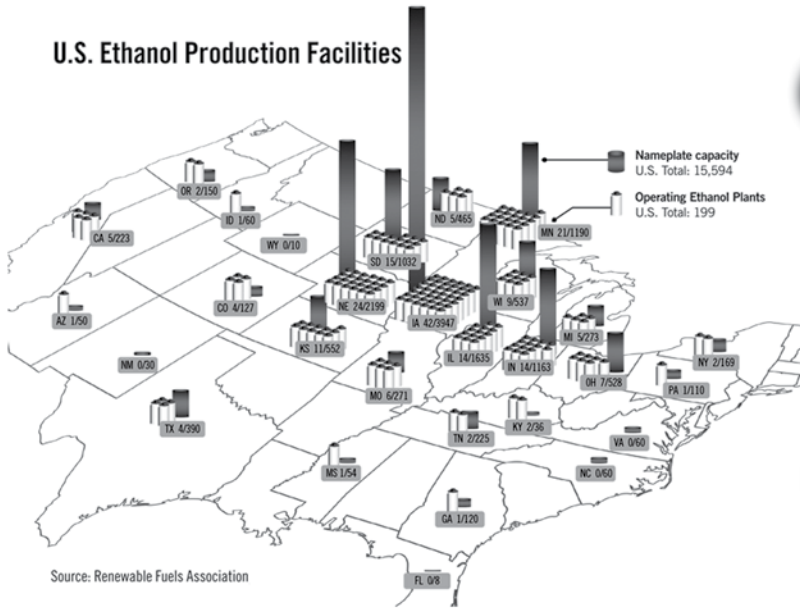 U.S. Ethanol Production Facilities
Nameplate capacity
U.S. Total: 15,594
Operating Ethanol Plants
U.S. Total: 199
OR 2/150
ID 1/60
ND 5/465
MN 21/1190
CA 5/223
WY 0/10
SD 15/1032
AZ 1/50
CO 4/127
NE 24/2199
IA 42/3947
WI 9/537
KS 11/552
IL 14/1635
MI 5/273
NM 0/30
IN 14/1163
NY 2/169
MO 6/271
OH 7/528
PA 1/110
TX 4/390
TN 2/225
KY 2/36
VA 0/60
MS 1/54
NC 0/60
GA 1/120
FL 0/8
Source: Renewable Fuels Association